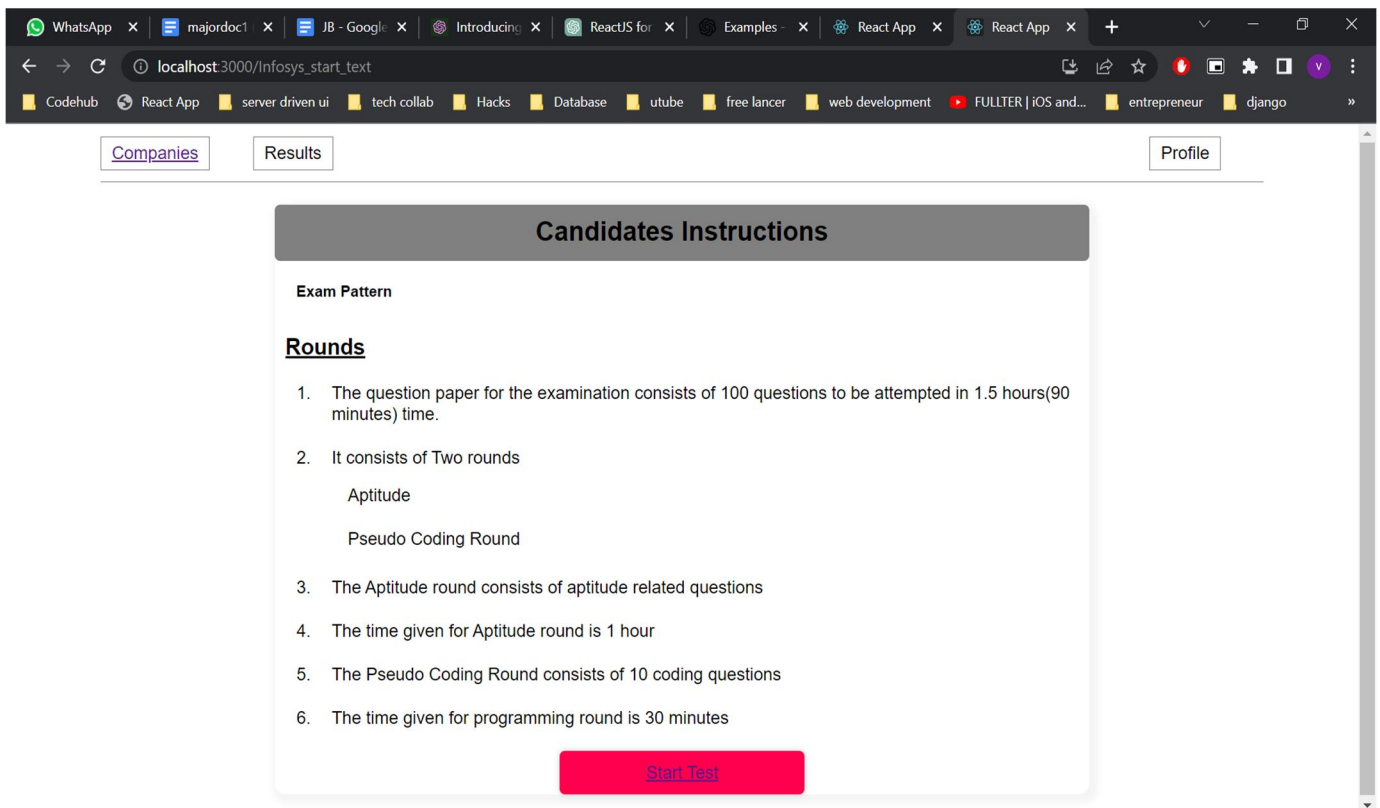 WhatsApp majordoc1 JB - Google Introducing ReactJS for Examples - React App React App
localhost:3000/Infosys_start_text
Codehub React App server driven ui tech collab Hacks Database utube free lancer web development FULLTER | iOS and... entrepreneur django »
Companies Results Profile
Candidates Instructions
Exam Pattern
Rounds
1. The question paper for the examination consists of 100 questions to be attempted in 1.5 hours(90
minutes) time.
2. It consists of Two rounds
Aptitude
Pseudo Coding Round
3. The Aptitude round consists of aptitude related questions
4. The time given for Aptitude round is 1 hour
5. The Pseudo Coding Round consists of 10 coding questions
6. The time given for programming round is 30 minutes
Start Test